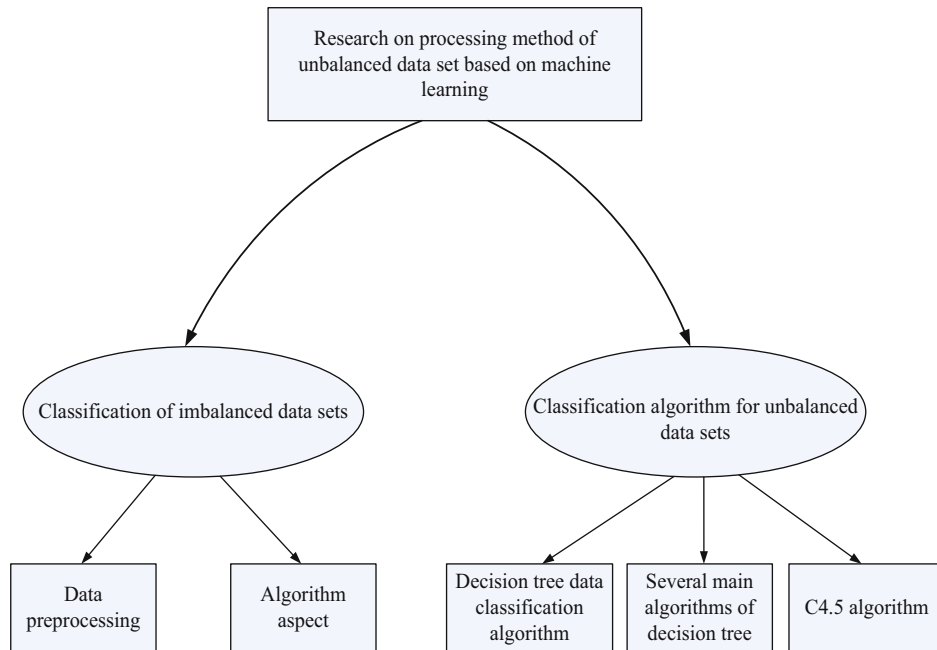 Research on processing method of
unbalanced data set based on machine
learning
Classification of imbalanced data sets
Classification algorithm for unbalanced
data sets
Data
preprocessing
Algorithm
aspect
Decision tree data
classification
algorithm
Several main
algorithms of
decision tree
C4.5 algorithm